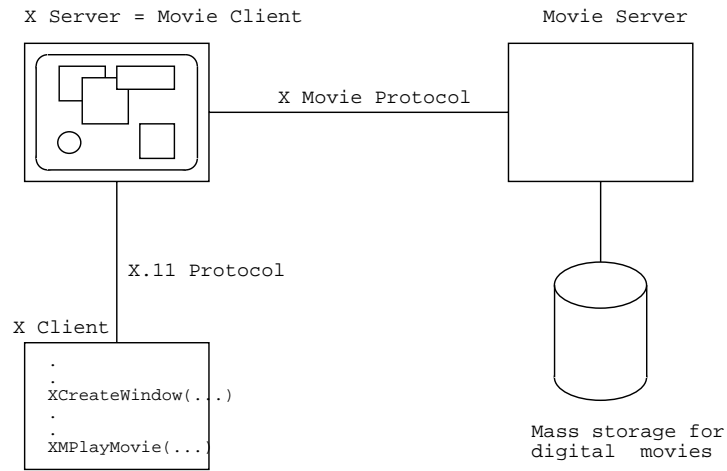 X Server = Movie Client
Movie Server
X Movie Protocol
X.11 Protocol
X Client
.
.
XCreateWindow(...)
.
.
XMPlayMovie(...)
Mass storage for
digital movies